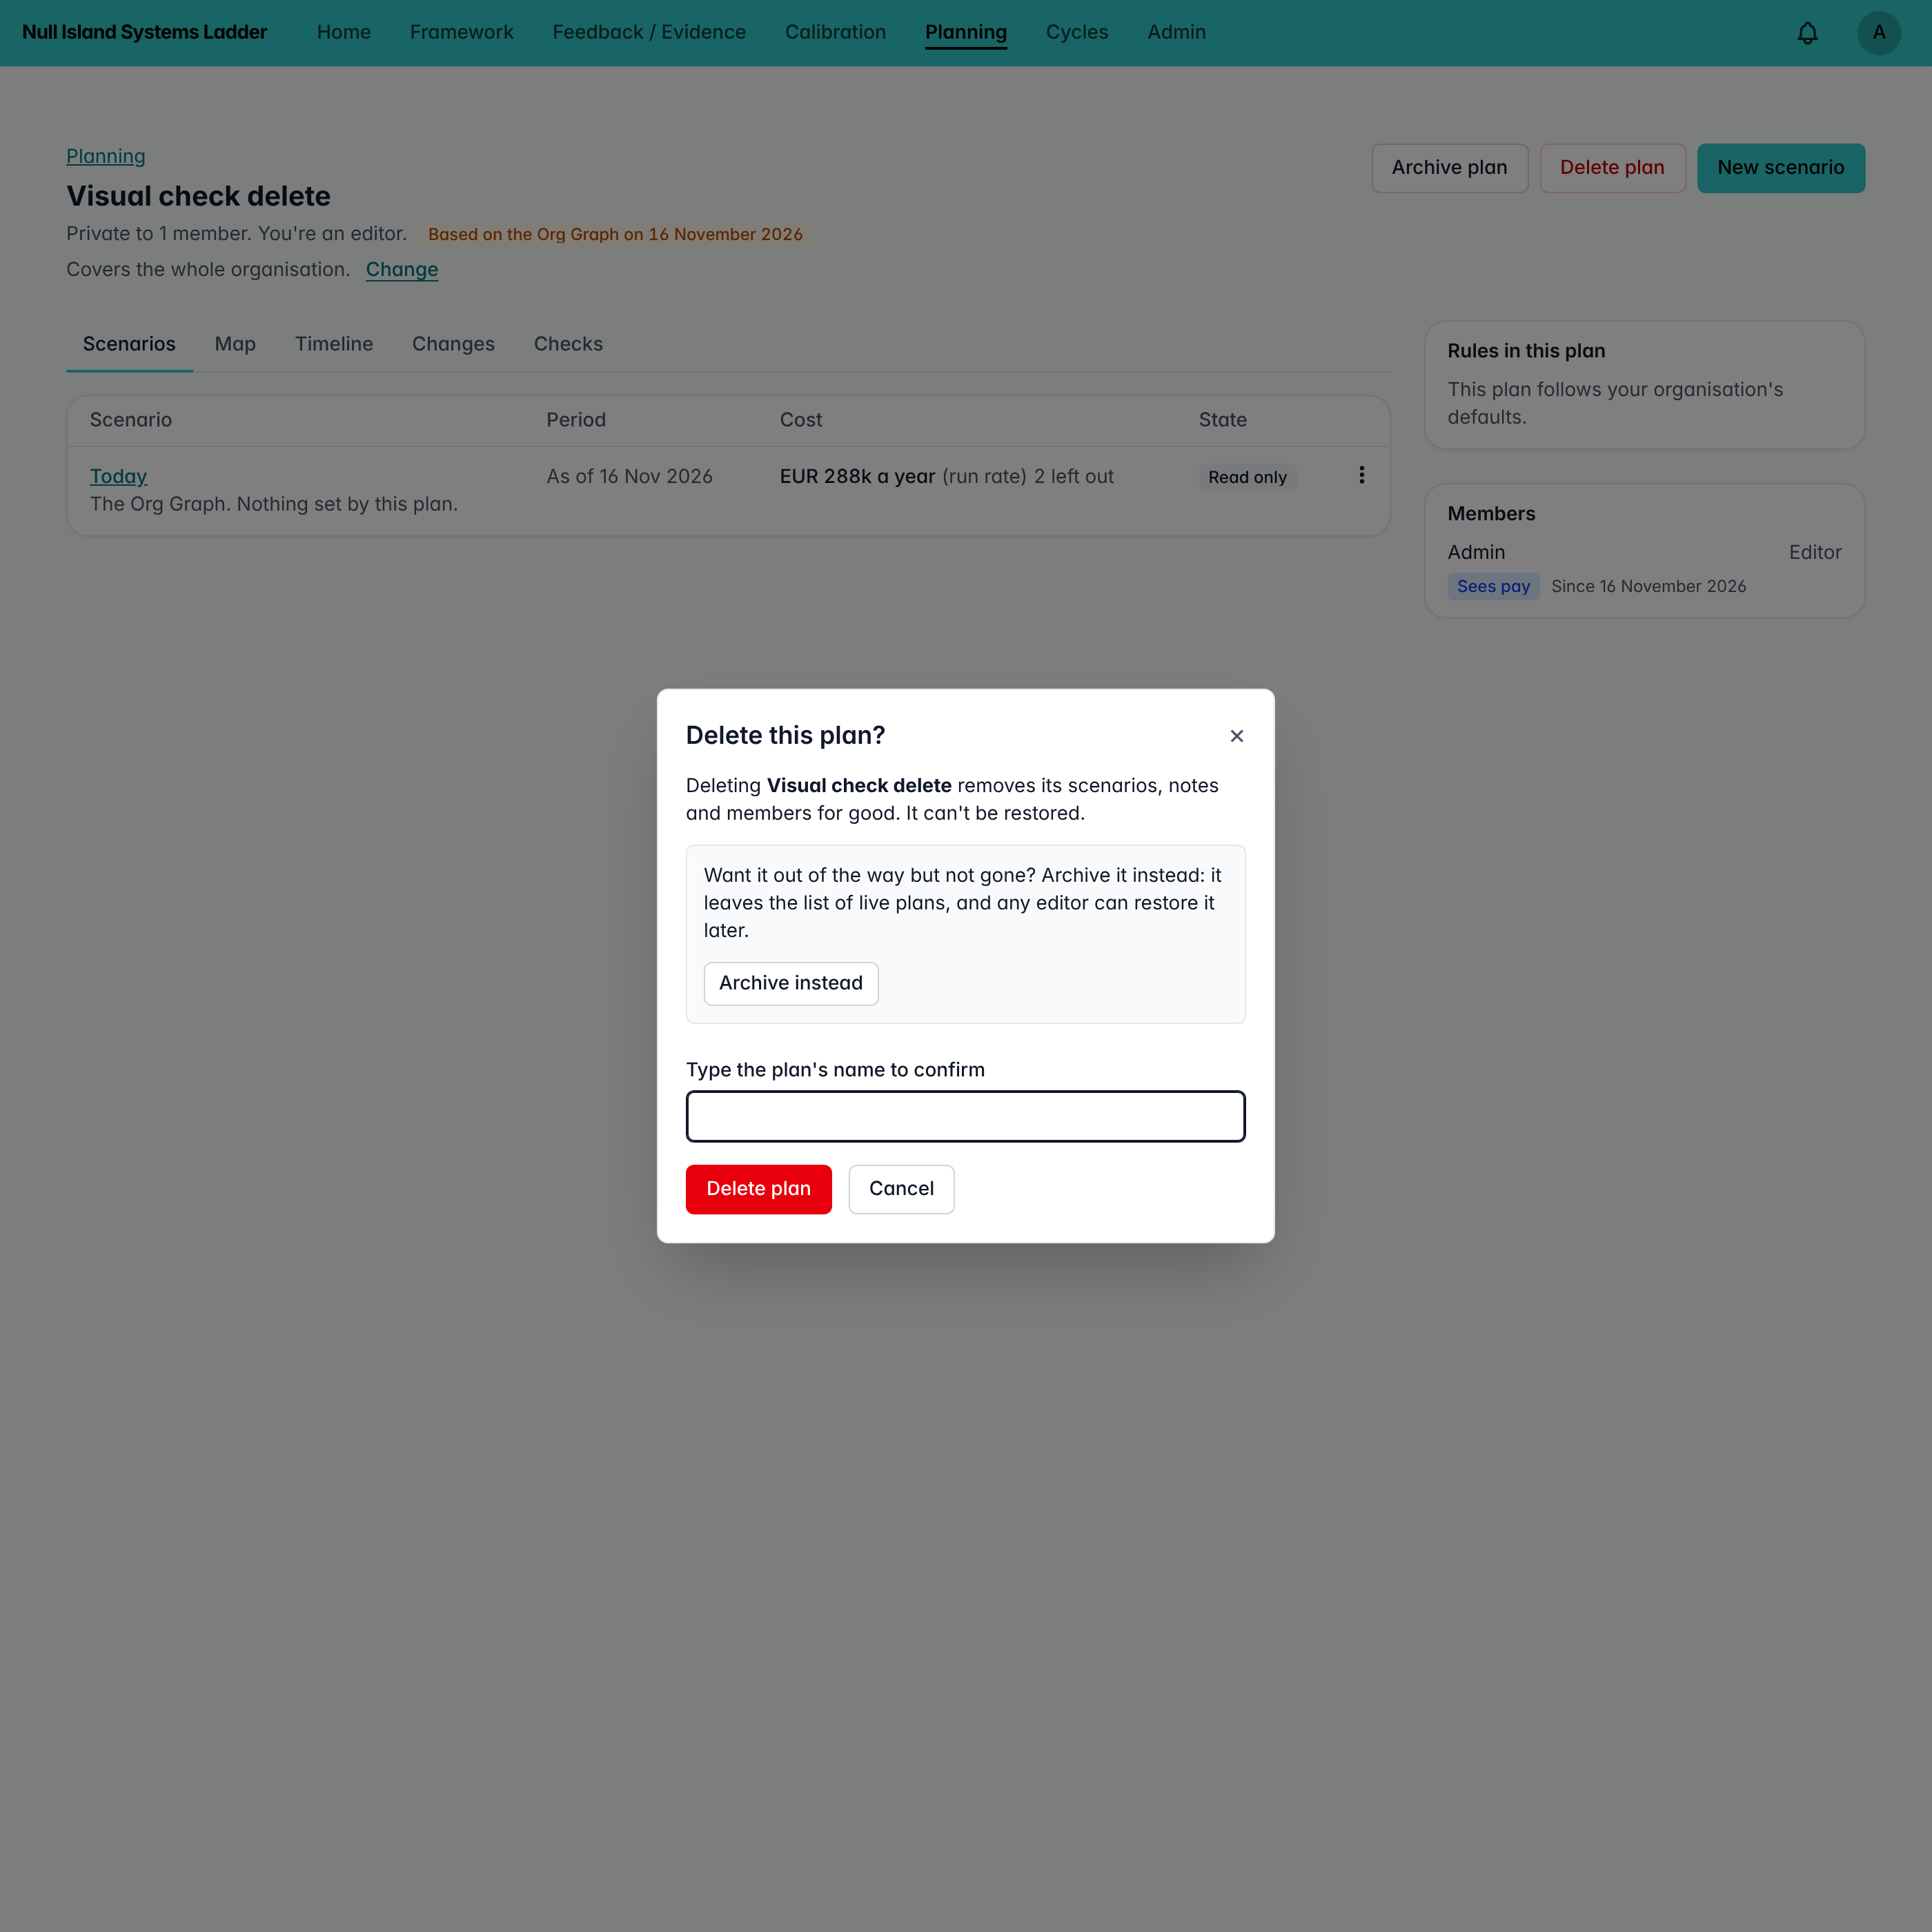 Null Island Systems Ladder Home Framework Feedback / Evidence Calibration Planning Cycles Admin A
Planning
Archive plan Delete plan New scenario
Visual check delete
Private to 1 member. You're an editor. Based on the Org Graph on 16 November 2026
Covers the whole organisation. Change
Scenarios Map Timeline Changes Checks
Scenario Period Cost State
Today As of 16 Nov 2026 EUR 288k a year (run rate) 2 left out Read only
The Org Graph. Nothing set by this plan.
Rules in this plan
This plan follows your organisation's
defaults.
Members
Admin Editor
Sees pay Since 16 November 2026
Delete this plan?
Deleting Visual check delete removes its scenarios, notes
and members for good. It can't be restored.
Want it out of the way but not gone? Archive it instead: it
leaves the list of live plans, and any editor can restore it
later.
Archive instead
Type the plan's name to confirm
Delete plan Cancel